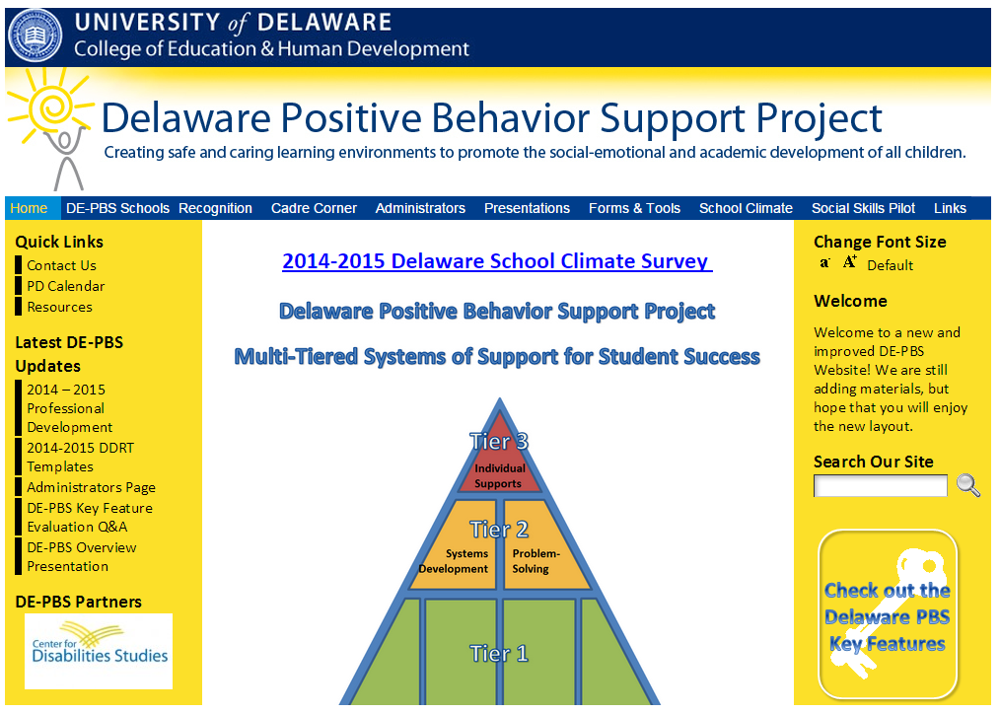 UNIVERSITY of DELAWARE
College of Education & Human Development
Delaware Positive Behavior Support Project
Creating safe and caring learning environments to promote the social-emotional and academic development of all children.
Home DE-PBS Schools Recognition Cadre Corner Administrators Presentations Forms & Tools School Climate Social Skills Pilot Links
Quick Links
Contact Us
PD Calendar
Resources
Latest DE-PBS
Updates
2014 – 2015
Professional
Development
2014-2015 DDRT
Templates
Administrators Page
DE-PBS Key Feature
Evaluation Q&A
DE-PBS Overview
Presentation
DE-PBS Partners
Center for
Disabilities Studies
2014-2015 Delaware School Climate Survey
Delaware Positive Behavior Support Project
Multi-Tiered Systems of Support for Student Success
Tier 3
Individual
Supports
Tier 2
Systems
Development
Problem-
Solving
Tier 1
Change Font Size
a- A+ Default
Welcome
Welcome to a new and
improved DE-PBS
Website! We are still
adding materials, but
hope that you will enjoy
the new layout.
Search Our Site
Check out the
Delaware PBS
Key Features